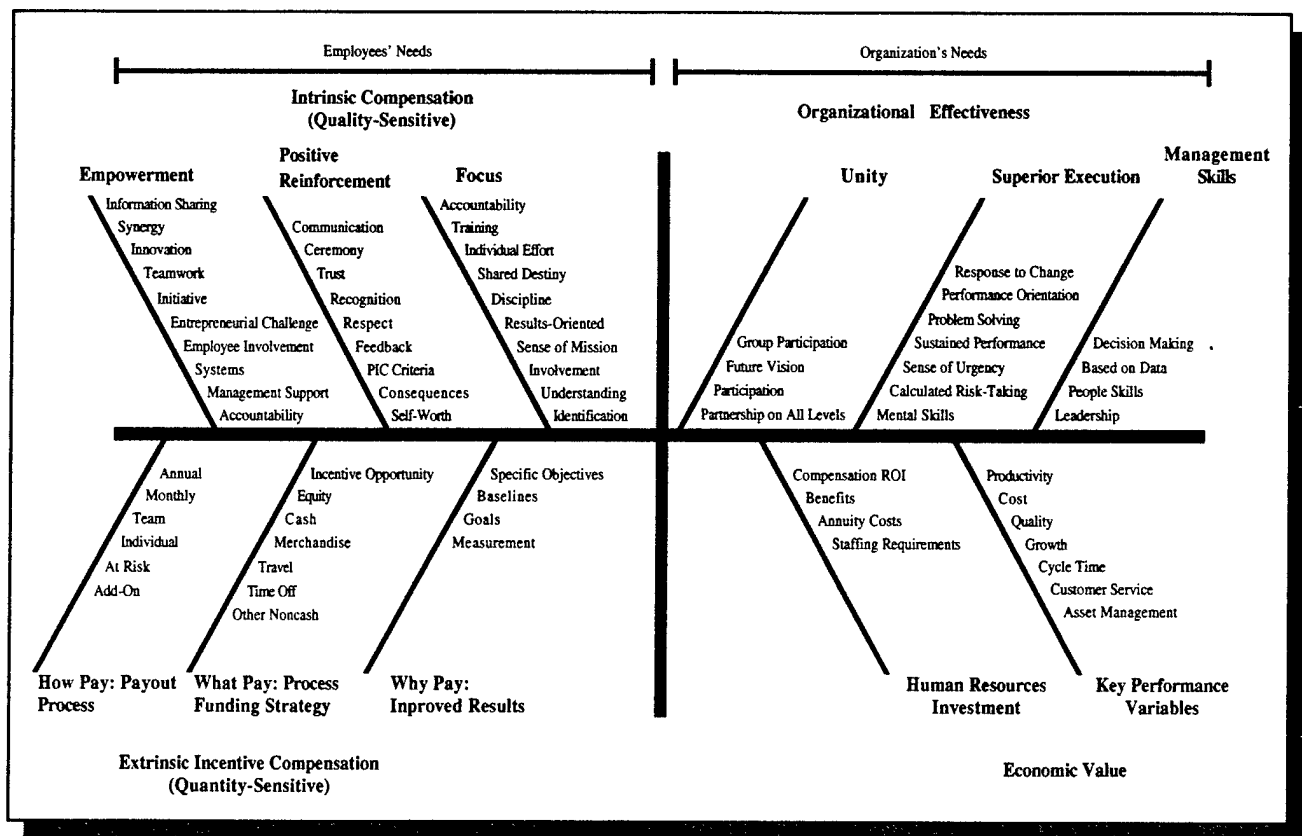 Employees' Needs
Organization's Needs
Intrinsic Compensation
(Quality-Sensitive)
Organizational Effectiveness
Empowerment
Information Sharing
Synergy
Innovation
Teamwork
Initiative
Entrepreneurial Challenge
Employee Involvement
Systems
Management Support
Accountability
Positive
Reinforcement
Communication
Ceremony
Trust
Recognition
Respect
Feedback
PIC Criteria
Consequences
Self-Worth
Focus
Accountability
Training
Individual Effort
Shared Destiny
Discipline
Results-Oriented
Sense of Mission
Involvement
Understanding
Identification
Unity
Group Participation
Future Vision
Participation
Partnership on All Levels
Superior Execution
Response to Change
Performance Orientation
Problem Solving
Sustained Performance
Sense of Urgency
Calculated Risk-Taking
Mental Skills
Management
Skills
Decision Making
Based on Data
People Skills
Leadership
Annual
Monthly
Team
Individual
At Risk
Add-On
How Pay: Payout
Process
Incentive Opportunity
Equity
Cash
Merchandise
Travel
Time Off
Other Noncash
What Pay: Process
Funding Strategy
Specific Objectives
Baselines
Goals
Measurement
Why Pay:
Inproved Results
Compensation ROI
Benefits
Annuity Costs
Staffing Requirements
Human Resources
Investment
Productivity
Cost
Quality
Growth
Cycle Time
Customer Service
Asset Management
Key Performance
Variables
Extrinsic Incentive Compensation
(Quantity-Sensitive)
Economic Value